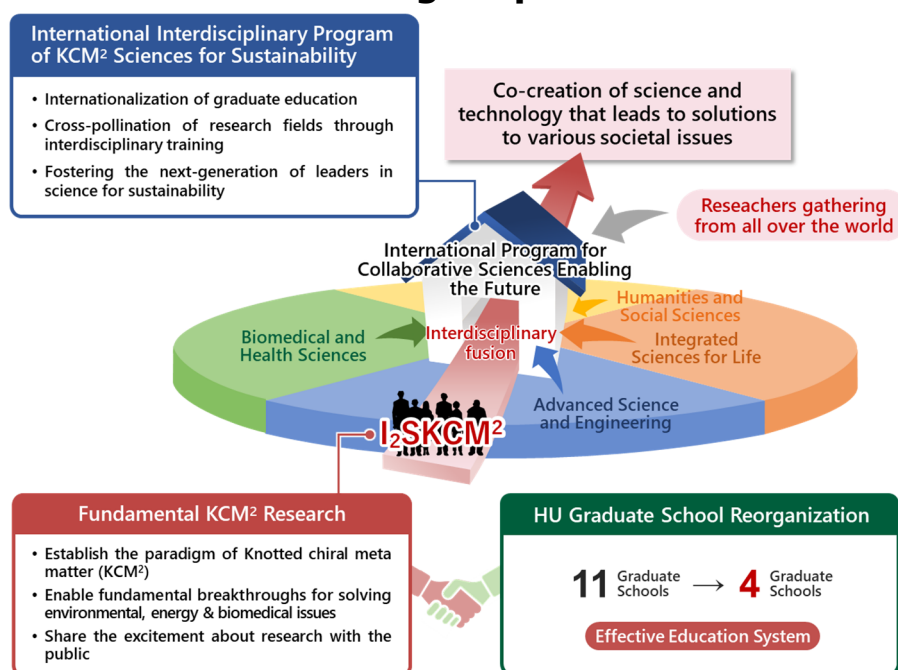 International Interdisciplinary Program
of KCM² Sciences for Sustainability
• Internationalization of graduate education
• Cross-pollination of research fields through
interdisciplinary training
• Fostering the next-generation of leaders in
science for sustainability
Co-creation of science and
technology that leads to solutions
to various societal issues
Reseachers gathering
from all over the world
International Program for
Collaborative Sciences Enabling
the Future
Humanities and
Social Sciences
Biomedical and
Health Sciences
Interdisciplinary
fusion
Integrated
Sciences for Life
Advanced Science
and Engineering
I₂SKCM²
Fundamental KCM² Research
• Establish the paradigm of Knotted chiral meta
matter (KCM²)
• Enable fundamental breakthroughs for solving
environmental, energy & biomedical issues
• Share the excitement about research with the
public
HU Graduate School Reorganization
11 Graduate Schools → 4 Graduate Schools
Effective Education System